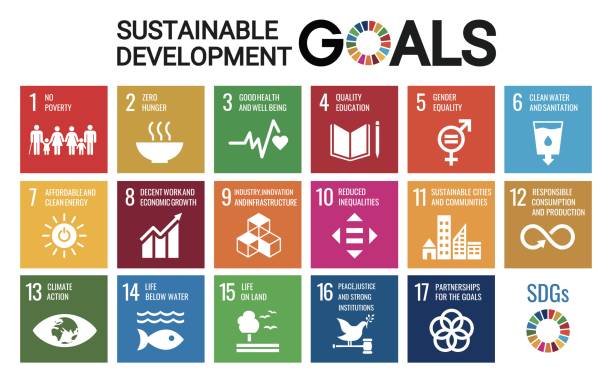 SUSTAINABLE
DEVELOPMENT
GOALS
1 NO
POVERTY
2 ZERO
HUNGER
3 GOOD HEALTH
AND WELL BEING
4 QUALITY
EDUCATION
5 GENDER
EQUALITY
6 CLEAN WATER
AND SANITATION
7 AFFORDABLE AND
CLEAN ENERGY
8 DECENT WORK AND
ECONOMIC GROWTH
9 INDUSTRY, INNOVATION
AND INFRASTRUCTURE
10 REDUCED
INEQUALITIES
11 SUSTAINABLE CITIES
AND COMMUNITIES
12 RESPONSIBLE
CONSUMPTION
AND PRODUCTION
13 CLIMATE
ACTION
14 LIFE
BELOW WATER
15 LIFE
ON LAND
16 PEACE, JUSTICE
AND STRONG
INSTITUTIONS
17 PARTNERSHIPS
FOR THE GOALS
SDGs